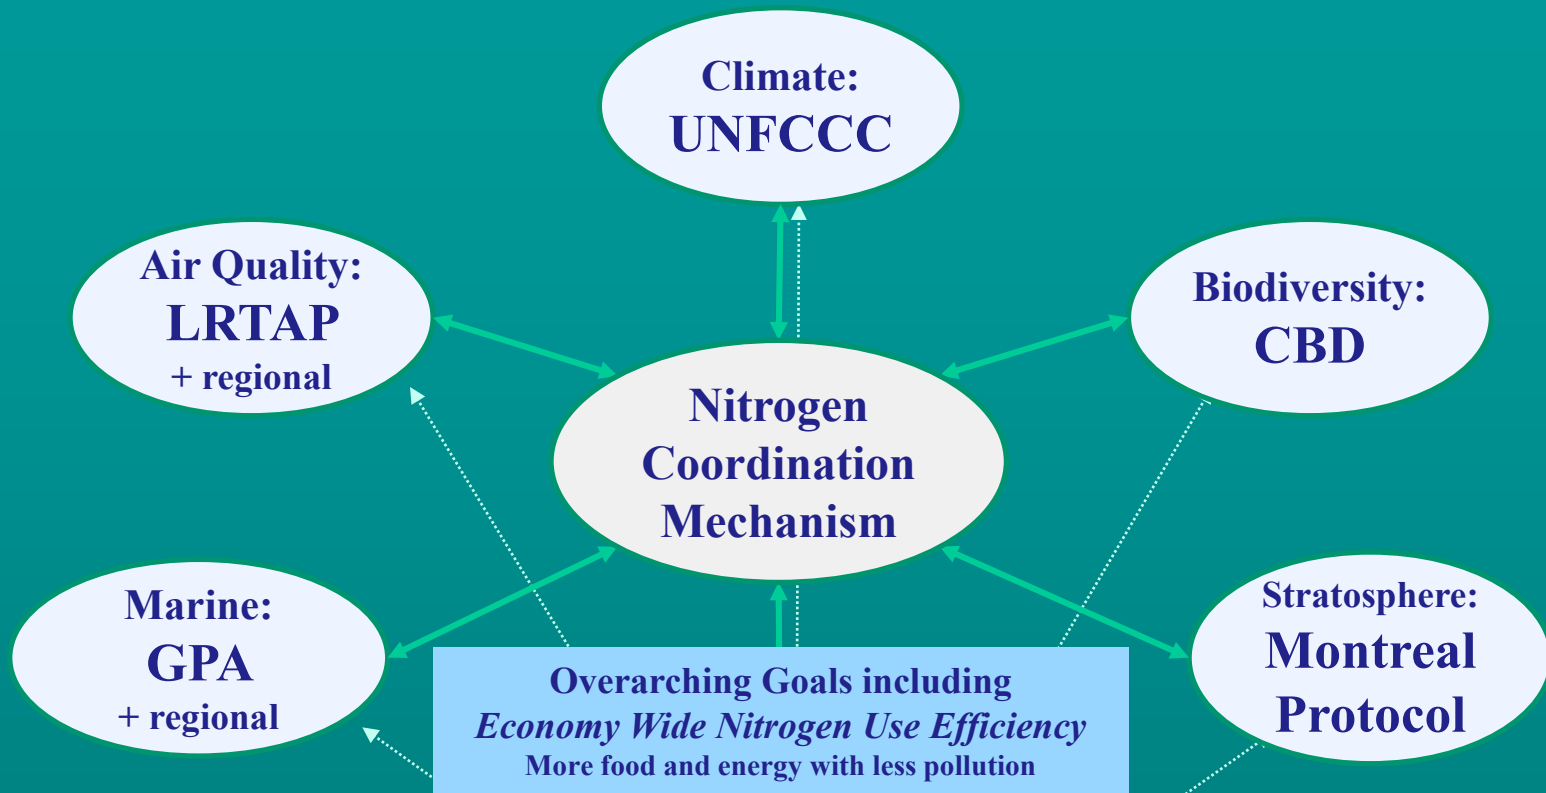 Climate:
UNFCCC
Air Quality:
LRTAP
+ regional
Biodiversity:
CBD
Nitrogen
Coordination
Mechanism
Marine:
GPA
+ regional
Stratosphere:
Montreal
Protocol
Overarching Goals including
Economy Wide Nitrogen Use Efficiency
More food and energy with less pollution